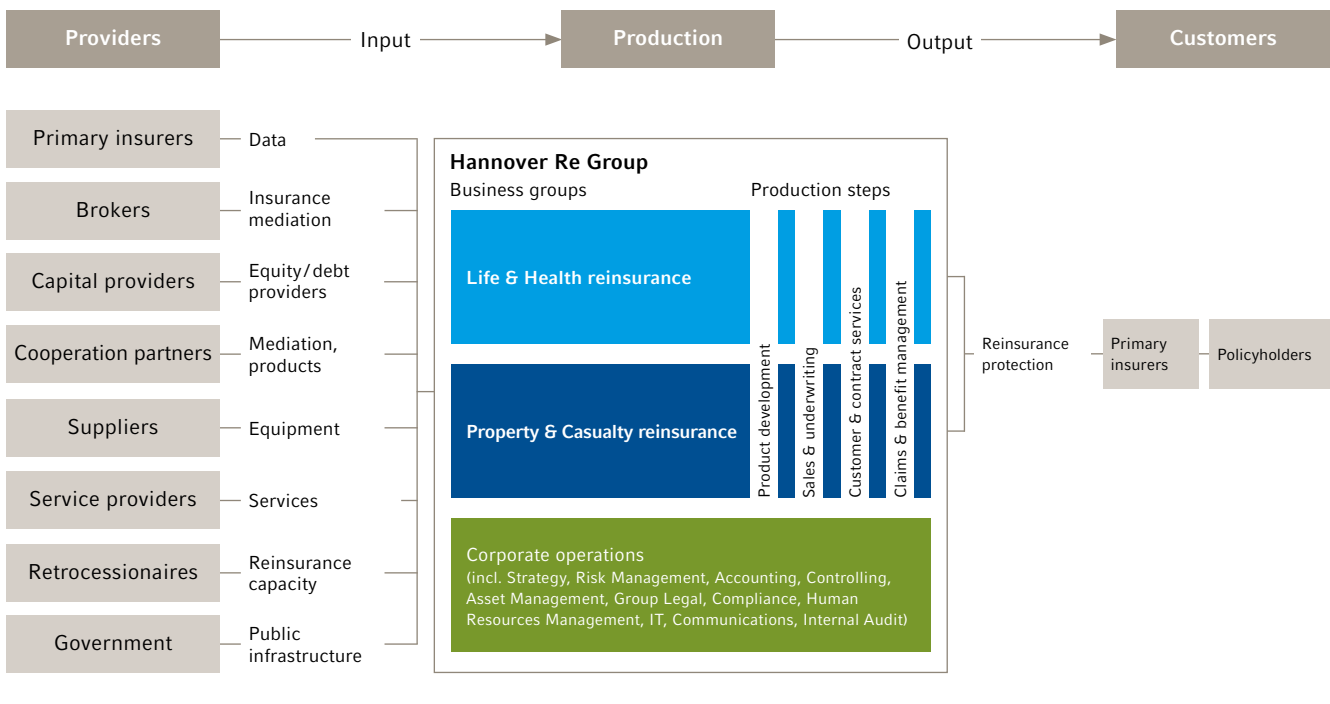 Providers
Input
Production
Output
Customers
Primary insurers
Data
Brokers
Insurance
mediation
Capital providers
Equity/debt
providers
Cooperation partners
Mediation,
products
Suppliers
Equipment
Service providers
Services
Retrocessionaires
Reinsurance
capacity
Government
Public
infrastructure
Hannover Re Group
Business groups
Production steps
Life & Health reinsurance
Property & Casualty reinsurance
Product development
Sales & underwriting
Customer & contract services
Claims & benefit management
Corporate operations
(incl. Strategy, Risk Management, Accounting, Controlling,
Asset Management, Group Legal, Compliance, Human
Resources Management, IT, Communications, Internal Audit)
Reinsurance
protection
Primary
insurers
Policyholders